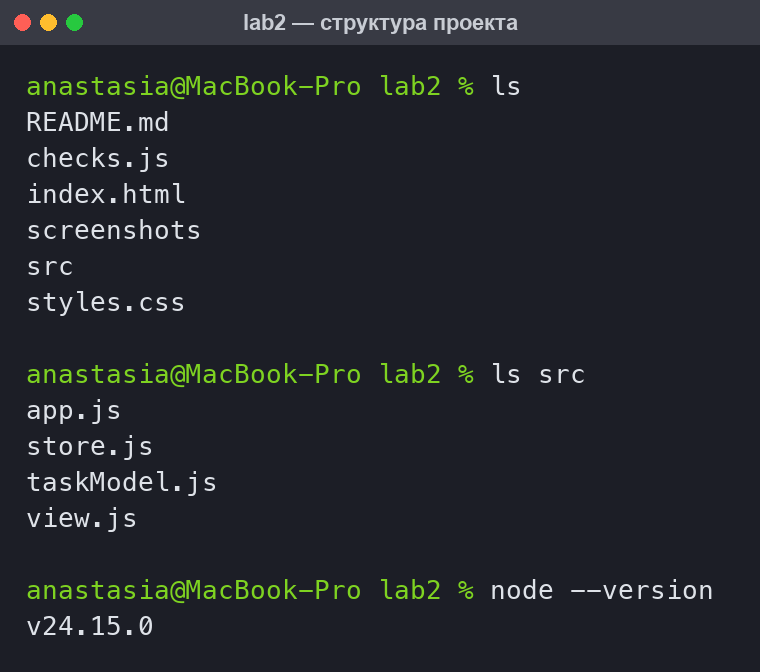 lab2 — структура проекта
anastasia@MacBook-Pro lab2 % ls
README.md
checks.js
index.html
screenshots
src
styles.css
anastasia@MacBook-Pro lab2 % ls src
app.js
store.js
taskModel.js
view.js
anastasia@MacBook-Pro lab2 % node --version
v24.15.0